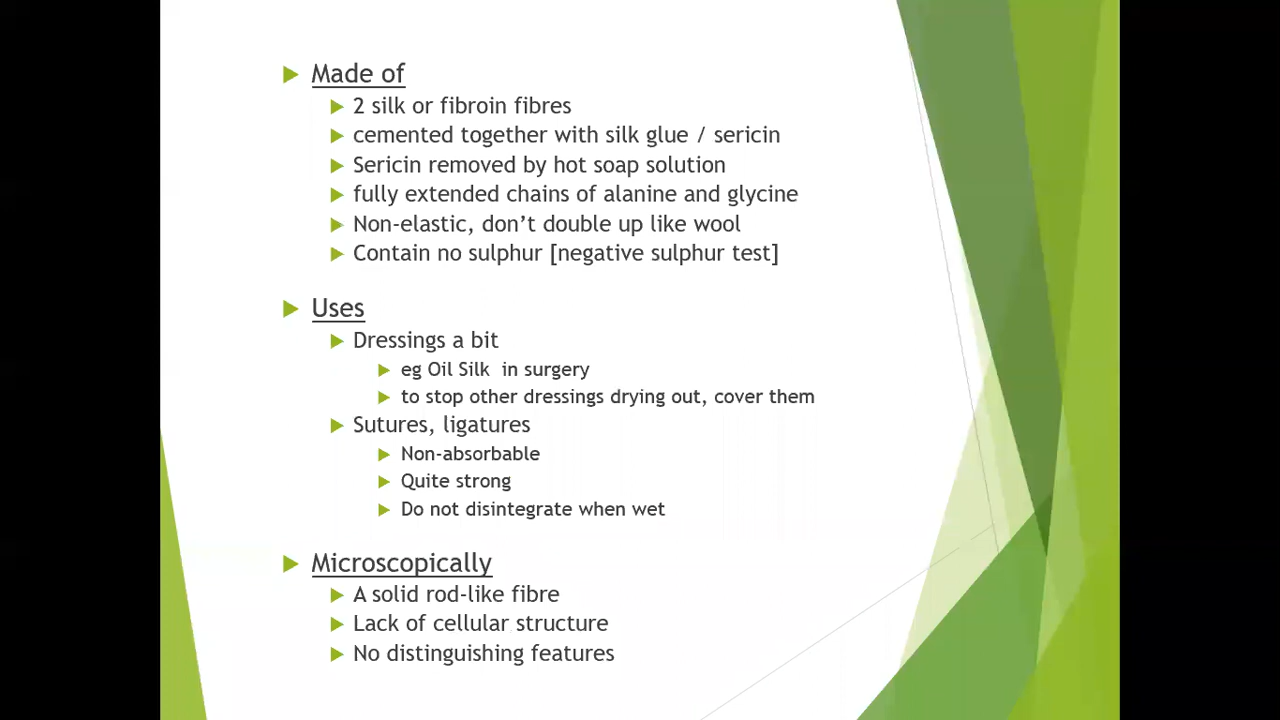 Made of
2 silk or fibroin fibres
cemented together with silk glue / sericin
Sericin removed by hot soap solution
fully extended chains of alanine and glycine
Non-elastic, don't double up like wool
Contain no sulphur [negative sulphur test]
Uses
Dressings a bit
eg Oil Silk in surgery
to stop other dressings drying out, cover them
Sutures, ligatures
Non-absorbable
Quite strong
Do not disintegrate when wet
Microscopically
A solid rod-like fibre
Lack of cellular structure
No distinguishing features